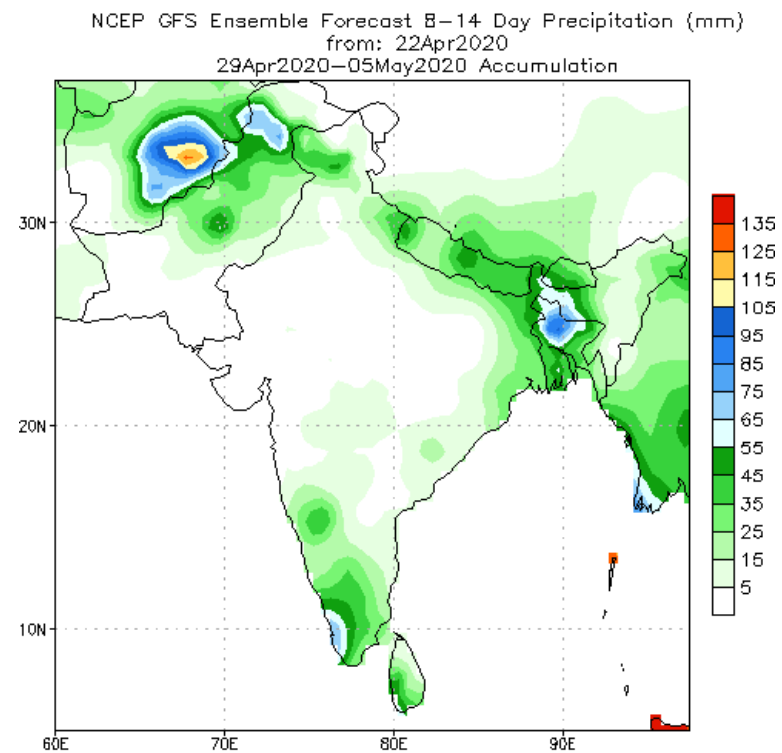 NCEP GFS Ensemble Forecast 8-14 Day Precipitation (mm)
from: 22Apr2020
29Apr2020-05May2020 Accumulation
30N
20N
10N
60E
70E
80E
90E
135
125
115
105
95
85
75
65
55
45
35
25
15
5